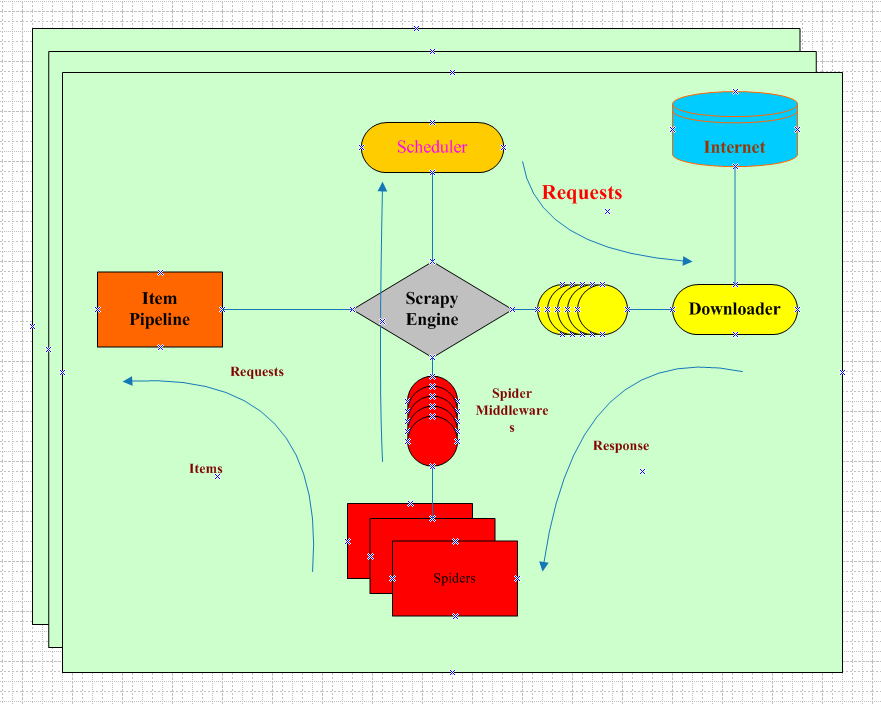 Scheduler
Internet
Requests
Item
Pipeline
Scrapy
Engine
Downloader
Requests
Spider
Middleware
s
Response
Items
Spiders